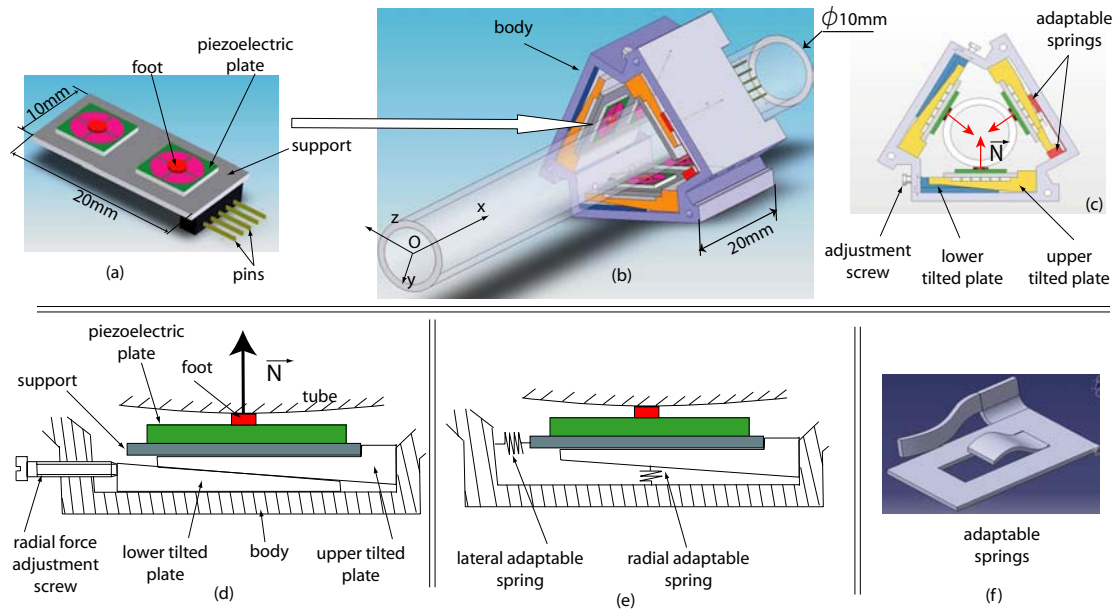 piezoelectric
plate
foot
10mm
support
20mm
pins
(a)
body
ϕ10mm
x
z
O
y
20mm
(b)
adaptable
springs
N
(c)
adjustment
screw
lower
tilted plate
upper
tilted plate
piezoelectric
plate
foot
N
support
tube
radial force
adjustment
screw
lower tilted
plate
body
upper tilted
plate
(d)
lateral adaptable
spring
radial adaptable
spring
(e)
adaptable
springs
(f)